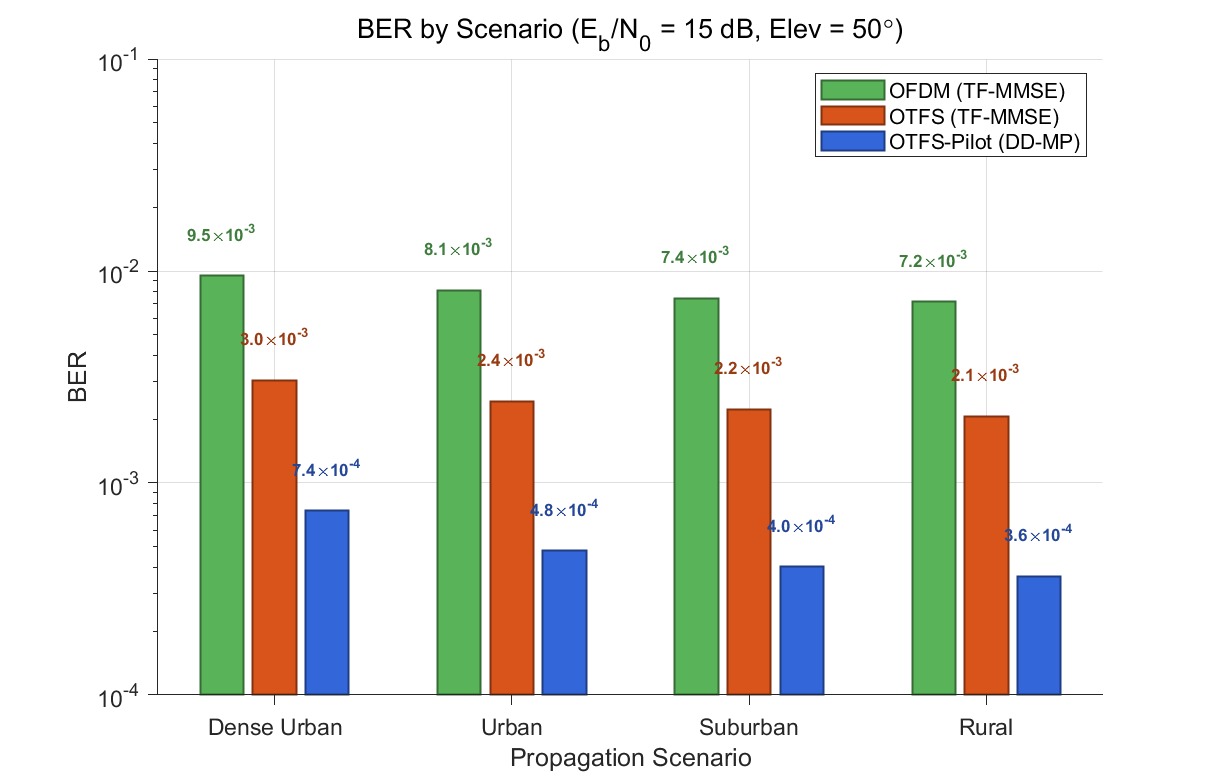 BER by Scenario (E_b/N_0 = 15 dB, Elev = 50°)
OFDM (TF-MMSE)
OTFS (TF-MMSE)
OTFS-Pilot (DD-MP)
BER
10^-1
10^-2
10^-3
10^-4
9.5×10^-3
3.0×10^-3
7.4×10^-4
8.1×10^-3
2.4×10^-3
4.8×10^-4
7.4×10^-3
2.2×10^-3
4.0×10^-4
7.2×10^-3
2.1×10^-3
3.6×10^-4
Dense Urban
Urban
Suburban
Rural
Propagation Scenario